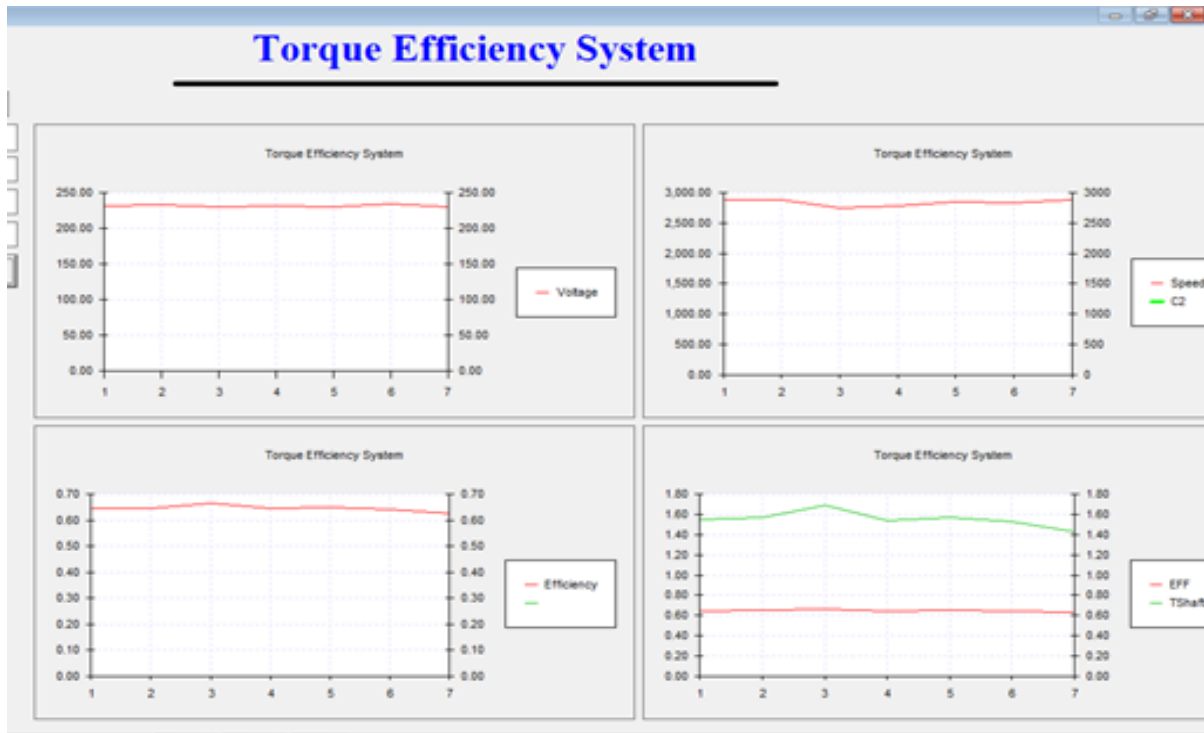 Torque Efficiency System
Torque Efficiency System
250.00 250.00
200.00 200.00
150.00 150.00
100.00 100.00
50.00 50.00
0.00 0.00
1 2 3 4 5 6 7
Voltage
Torque Efficiency System
3,000.00 3000
2,500.00 2500
2,000.00 2000
1,500.00 1500
1,000.00 1000
500.00 500
0.00 0
1 2 3 4 5 6 7
Speed
C2
Torque Efficiency System
0.70 0.70
0.60 0.60
0.50 0.50
0.40 0.40
0.30 0.30
0.20 0.20
0.10 0.10
0.00 0.00
1 2 3 4 5 6 7
Efficiency
Torque Efficiency System
1.80 1.80
1.60 1.60
1.40 1.40
1.20 1.20
1.00 1.00
0.80 0.80
0.60 0.60
0.40 0.40
0.20 0.20
0.00 0.00
1 2 3 4 5 6 7
EFF
TShaft